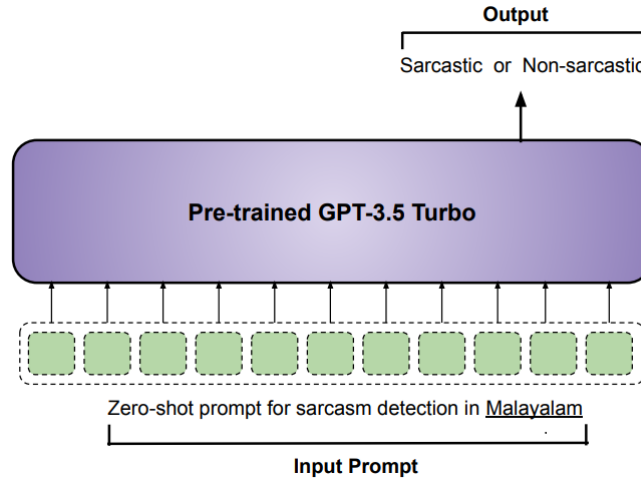 Output
Sarcastic or Non-sarcastic
Pre-trained GPT-3.5 Turbo
Zero-shot prompt for sarcasm detection in Malayalam
Input Prompt